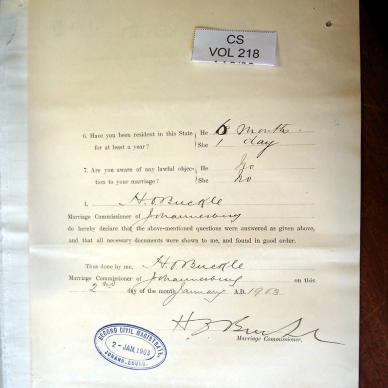 CS
VOL 218
6. Have you been resident in this State
for at least a year?
He 6 Months
She 1 day
7. Are you aware of any lawful objec-
tion to your marriage?
He No
She No
I, H O Buckle
Marriage Commissioner of Johannesburg
do hereby declare that the above-mentioned questions were answered as given above,
and that all necessary documents were shown to me, and found in good order.
Thus done by me, H O Buckle
Marriage Commissioner of Johannesburg on this
2nd day of the month January A.D. 1903
H O Buckle
Marriage Commissioner.
SECOND CIVIL MAGISTRATE
2-JAN.1903
JOHANNESBURG.